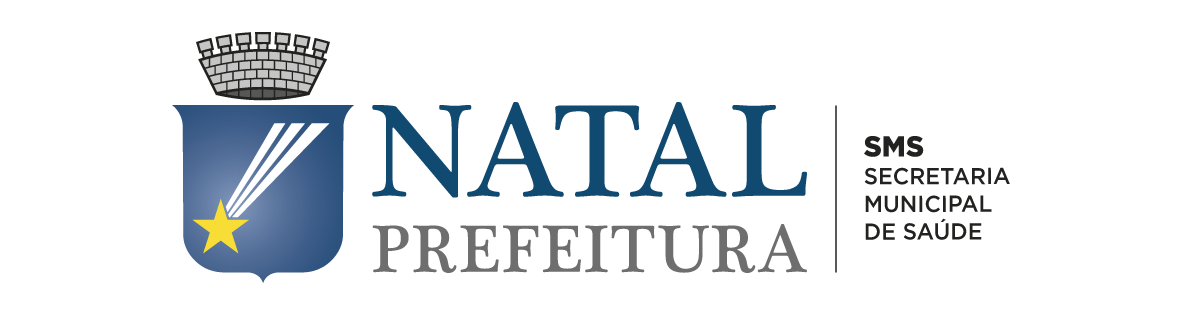 NATAL
PREFEITURA
SMS
SECRETARIA
MUNICIPAL
DE SAÚDE